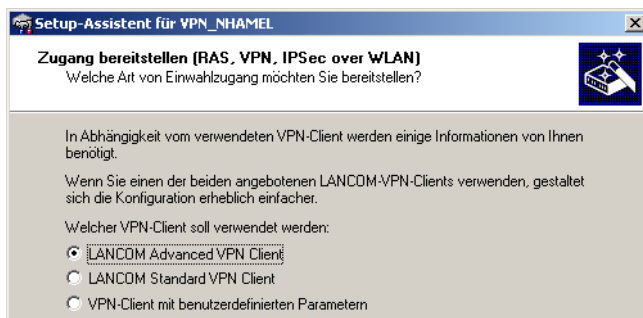 Setup-Assistent für VPN_NHAMEL
Zugang bereitstellen (RAS, VPN, IPSec over WLAN)
Welche Art von Einwahlzugang möchten Sie bereitstellen?
In Abhängigkeit vom verwendeten VPN-Client werden einige Informationen von Ihnen
benötigt.
Wenn Sie einen der beiden angebotenen LANCOM-VPN-Clients verwenden, gestaltet
sich die Konfiguration erheblich einfacher.
Welcher VPN-Client soll verwendet werden:
LANCOM Advanced VPN Client
LANCOM Standard VPN Client
VPN-Client mit benutzerdefinierten Parametern